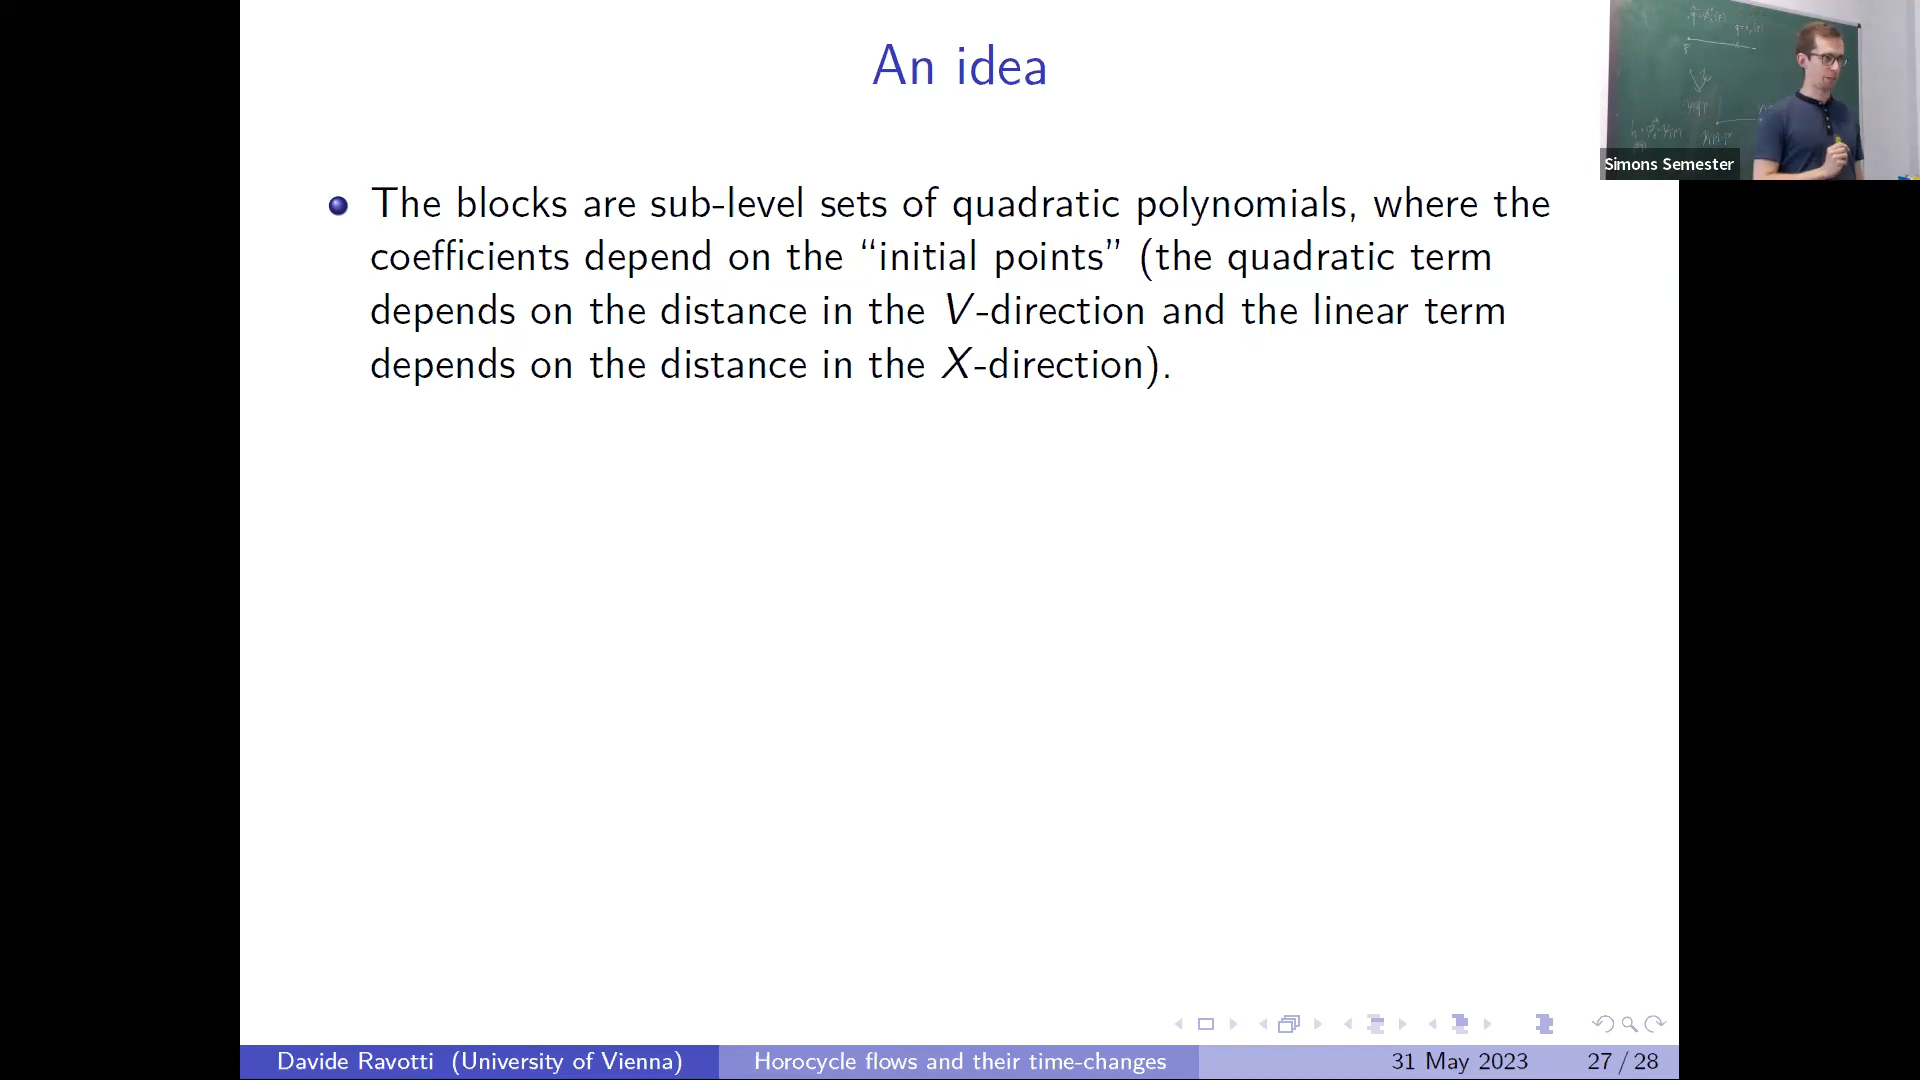 An idea
The blocks are sub-level sets of quadratic polynomials, where the
coefficients depend on the “initial points” (the quadratic term
depends on the distance in the V-direction and the linear term
depends on the distance in the X-direction).
Simons Semester
Davide Ravotti (University of Vienna)
Horocycle flows and their time-changes
31 May 2023
27 / 28